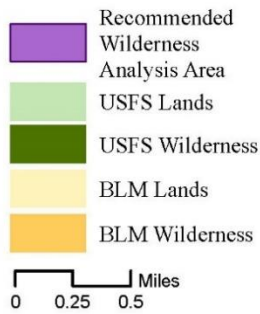 Recommended
Wilderness
Analysis Area
USFS Lands
USFS Wilderness
BLM Lands
BLM Wilderness
Miles
0 0.25 0.5